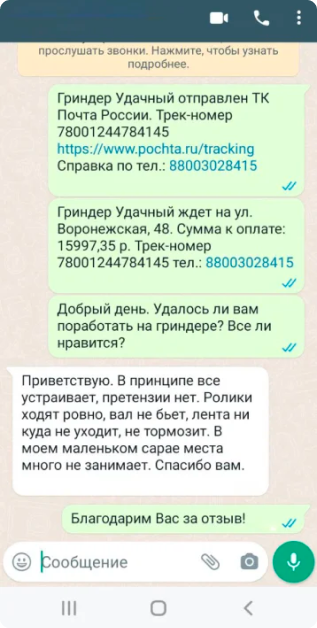 прослушать звонки. Нажмите, чтобы узнать
подробнее.
Гриндер Удачный отправлен ТК
Почта России. Трек-номер
78001244784145
https://www.pochta.ru/tracking
Справка по тел.: 88003028415
Гриндер Удачный ждет на ул.
Воронежская, 48. Сумма к оплате:
15997,35 р. Трек-номер
78001244784145 тел.: 88003028415
Добрый день. Удалось ли вам
поработать на гриндере? Все ли
нравится?
Приветствую. В принципе все
устраивает, претензии нет. Ролики
ходят ровно, вал не бьет, лента ни
куда не уходит, не тормозит. В
моем маленьком сарае места
много не занимает. Спасибо вам.
Благодарим Вас за отзыв!
Сообщение